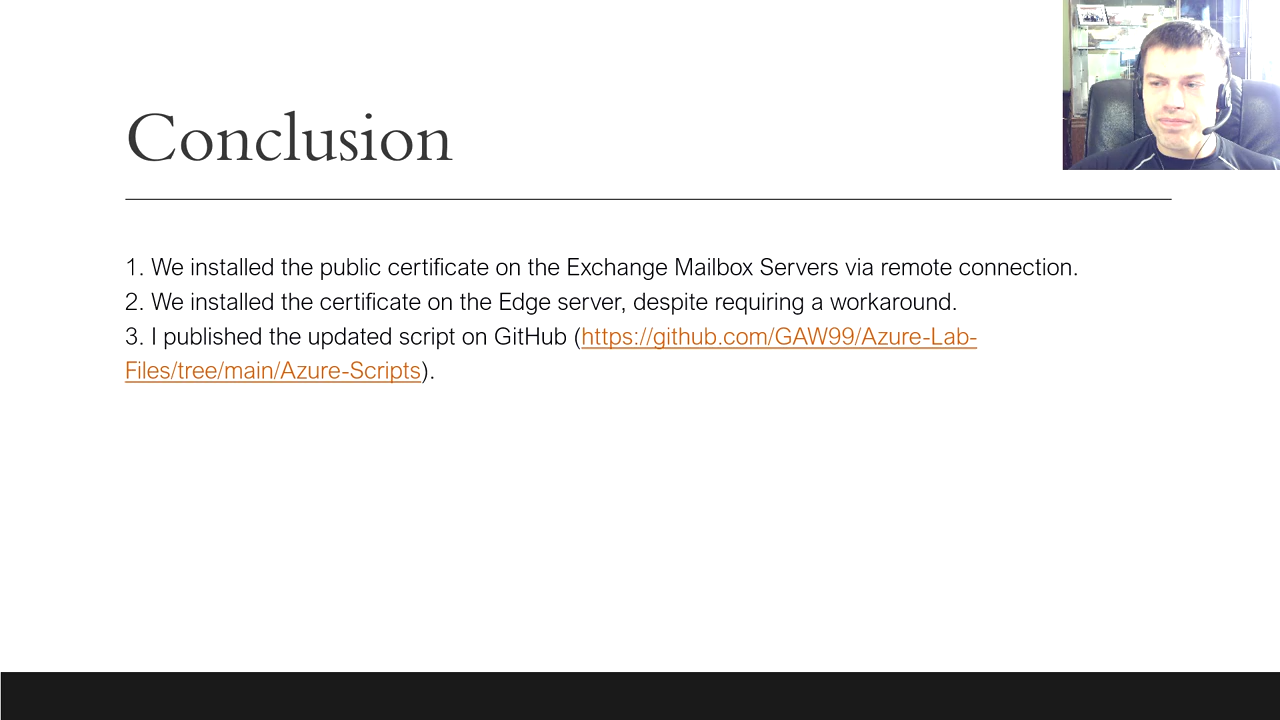 Conclusion
1. We installed the public certificate on the Exchange Mailbox Servers via remote connection.
2. We installed the certificate on the Edge server, despite requiring a workaround.
3. I published the updated script on GitHub (https://github.com/GAW99/Azure-Lab-
Files/tree/main/Azure-Scripts).